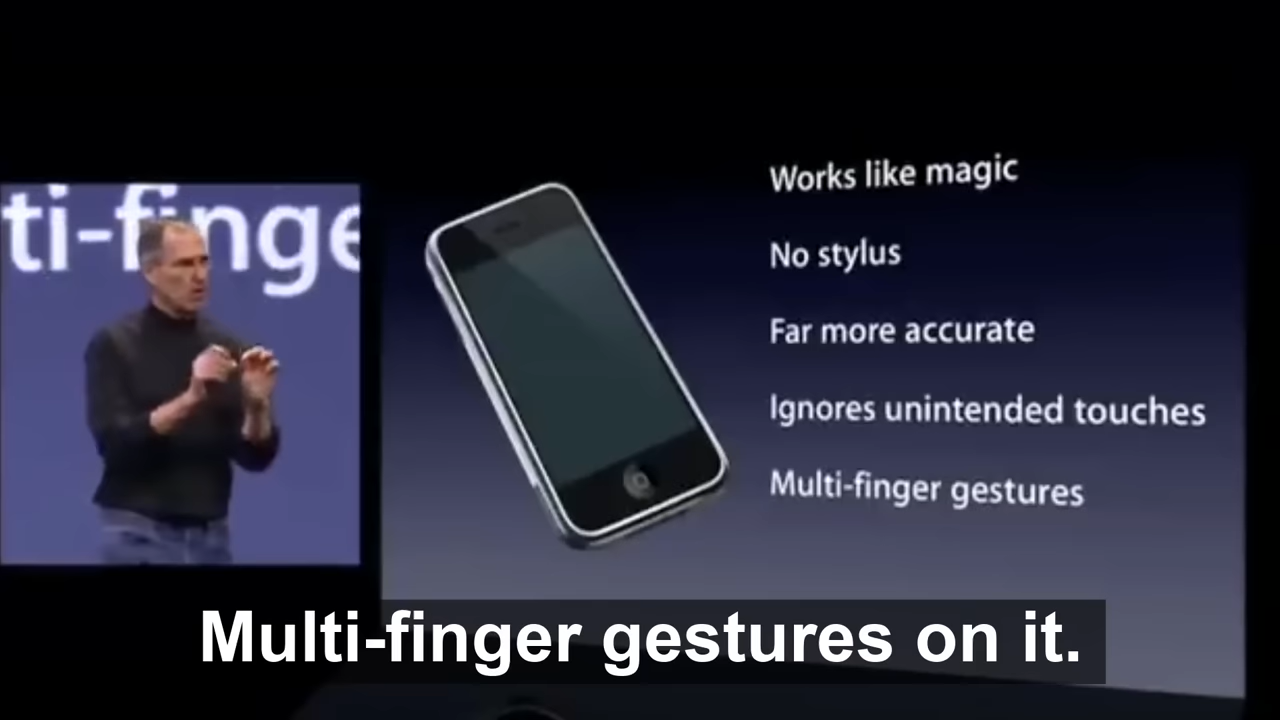 ti-finge
Works like magic
No stylus
Far more accurate
Ignores unintended touches
Multi-finger gestures
Multi-finger gestures on it.